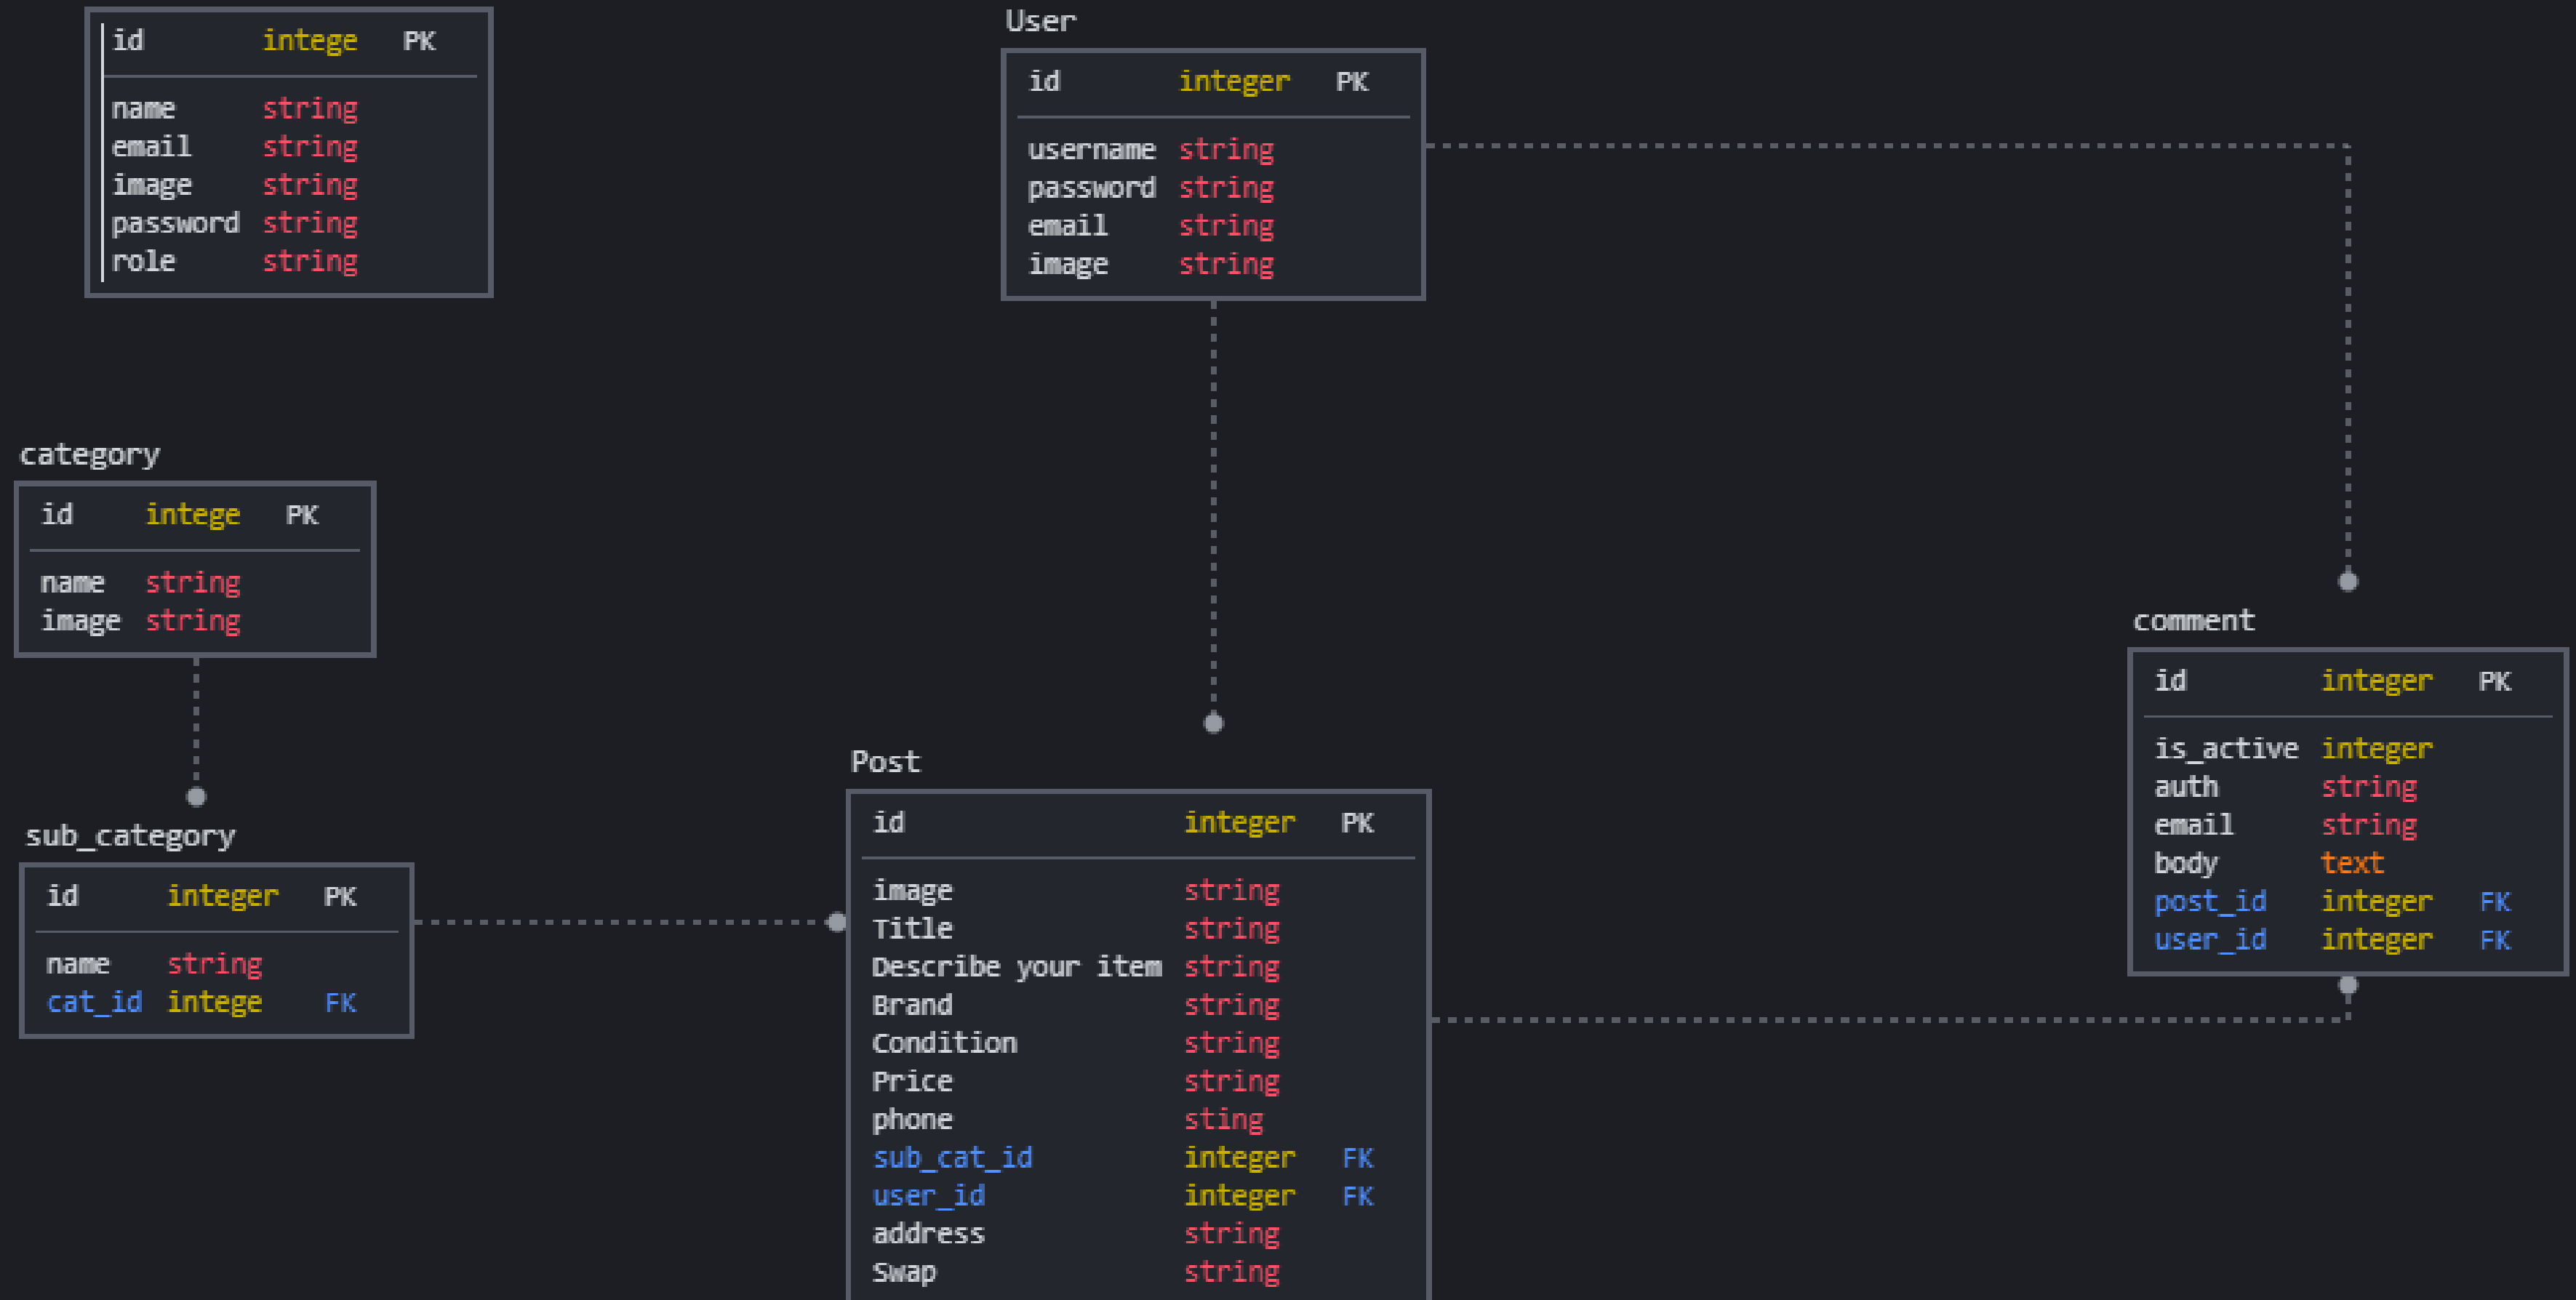 id intege PK
name string
email string
image string
password string
role string
User
id integer PK
username string
password string
email string
image string
category
id intege PK
name string
image string
sub_category
id integer PK
name string
cat_id intege FK
Post
id integer PK
image string
Title string
Describe your item string
Brand string
Condition string
Price string
phone sting
sub_cat_id integer FK
user_id integer FK
address string
Swap string
comment
id integer PK
is_active integer
auth string
email string
body text
post_id integer FK
user_id integer FK